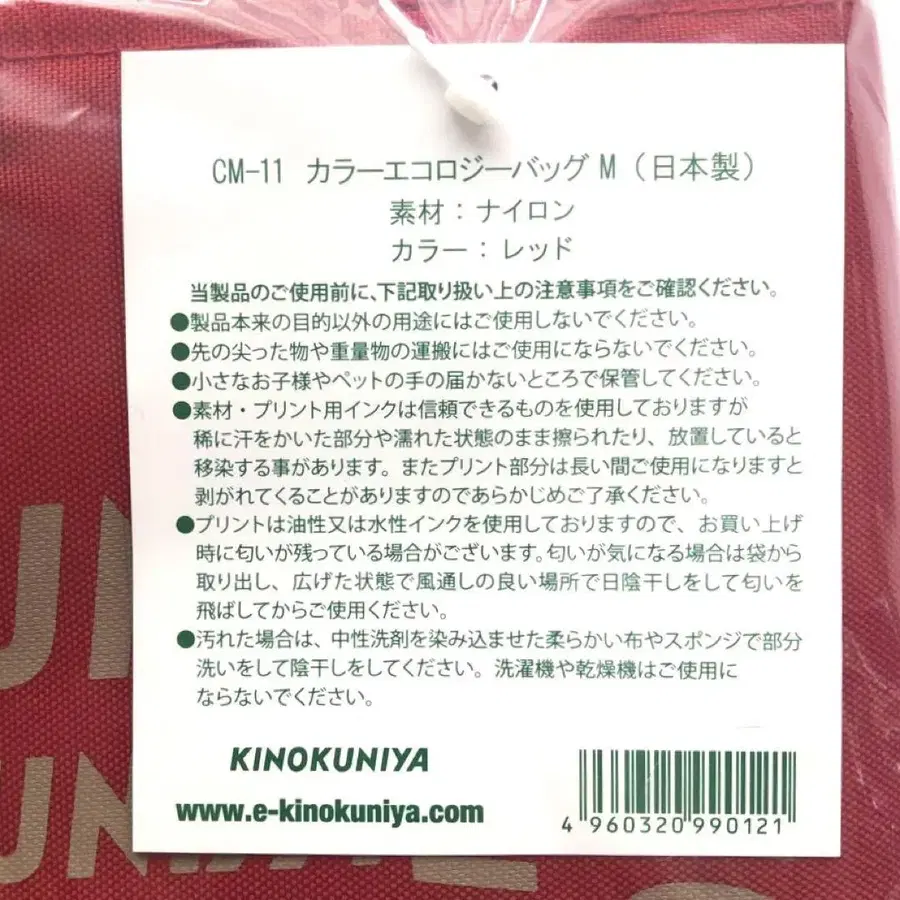 CM-11 カラーエコロジーバッグ M（日本製）
素材：ナイロン
カラー：レッド
当製品のご使用前に、下記取り扱い上の注意事項をご確認ください。
●製品本来の目的以外の用途にはご使用しないでください。
●先の尖った物や重量物の運搬にはご使用にならないでください。
●小さなお子様やペットの手の届かないところで保管してください。
●素材・プリント用インクは信頼できるものを使用しておりますが
稀に汗をかいた部分や濡れた状態のまま擦られたり、放置していると
移染する事があります。またプリント部分は長い間ご使用になりますと
剥がれてくることがありますのであらかじめご了承ください。
●プリントは油性又は水性インクを使用しておりますので、お買い上げ
時に匂いが残っている場合がございます。匂いが気になる場合は袋から
取り出し、広げた状態で風通しの良い場所で日陰干しをして匂いを
飛ばしてからご使用ください。
●汚れた場合は、中性洗剤を染み込ませた柔らかい布やスポンジで部分
洗いをして陰干しをしてください。洗濯機や乾燥機はご使用に
ならないでください。
KINOKUNIYA
www.e-kinokuniya.com
4 960320 990121